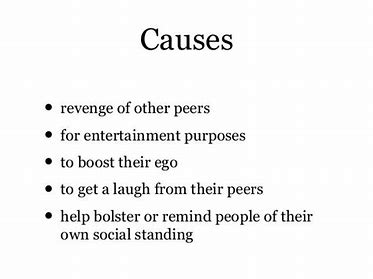 Causes
• revenge of other peers
• for entertainment purposes
• to boost their ego
• to get a laugh from their peers
• help bolster or remind people of their
own social standing